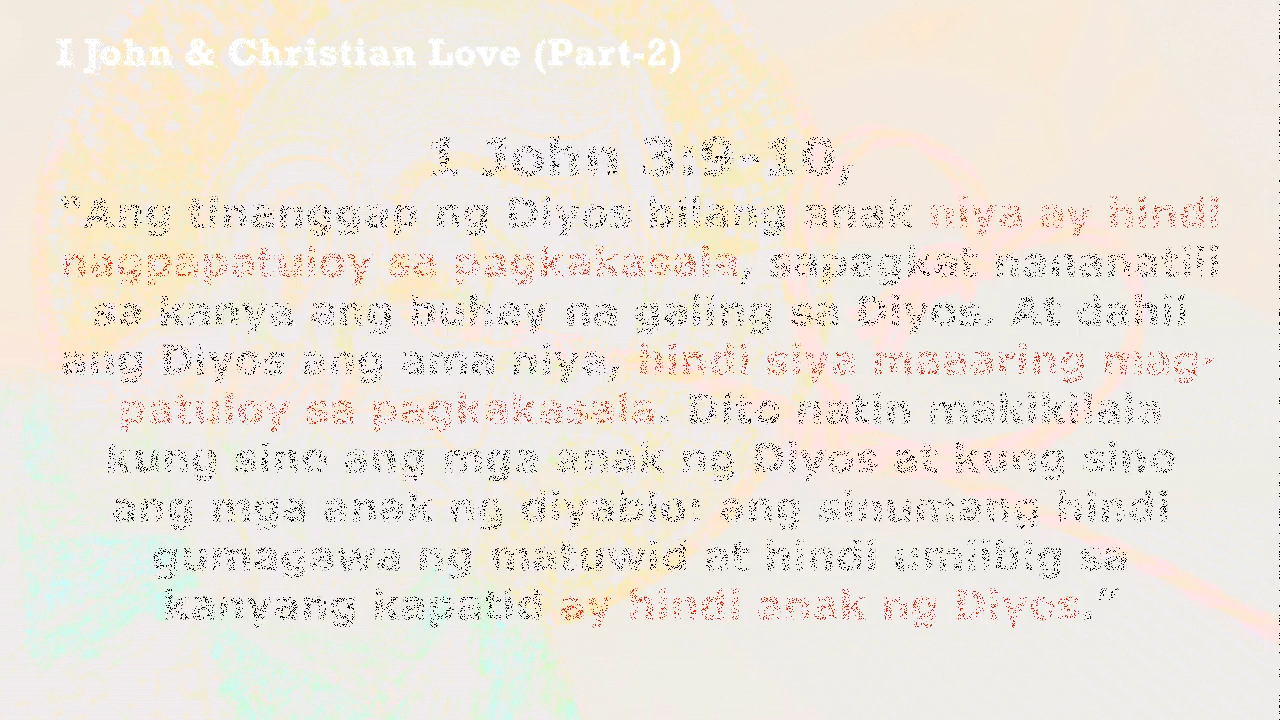 I John & Christian Love (Part-2)
1 John 3:9-10,
“Ang tinanggap ng Diyos bilang anak niya ay hindi
nagpapatuloy sa pagkakasala, sapagkat nananatili
sa kanya ang buhay na galing sa Diyos. At dahil
ang Diyos ang ama niya, hindi siya maaaring mag-
patuloy sa pagkakasala. Dito natin makikilala
kung sino ang mga anak ng Diyos at kung sino
ang mga anak ng diyablo: ang sinumang hindi
gumagawa ng matuwid at hindi umiibig sa
kanyang kapatid ay hindi anak ng Diyos.”